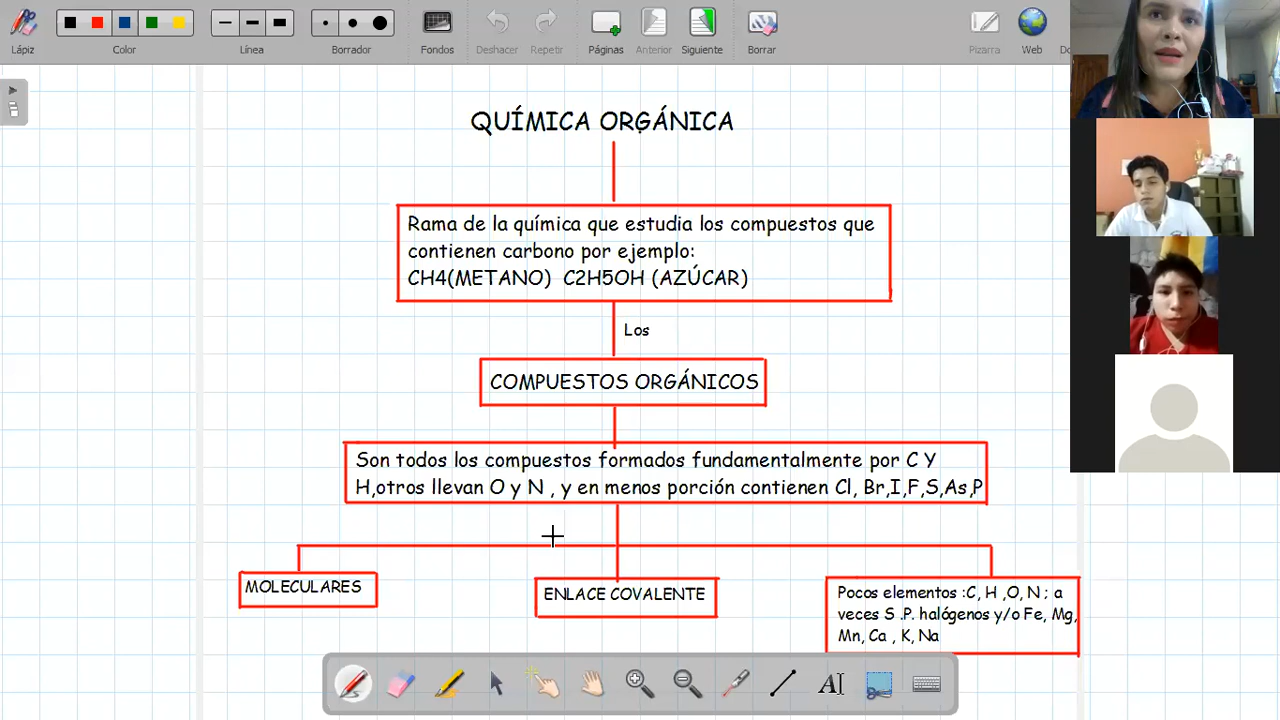 Lápiz
Color
Línea
Borrador
Fondos
Deshacer
Repetir
Páginas
Anterior
Siguiente
Borrar
Pizarra
Web
QUÍMICA ORGÁNICA
Rama de la química que estudia los compuestos que
contienen carbono por ejemplo:
CH4(METANO) C2H5OH (AZÚCAR)
Los
COMPUESTOS ORGÁNICOS
Son todos los compuestos formados fundamentalmente por C Y
H,otros llevan O y N , y en menos porción contienen Cl, Br,I,F,S,As,P
MOLECULARES
ENLACE COVALENTE
Pocos elementos :C, H ,O, N ; a
veces S .P. halógenos y/o Fe, Mg,
Mn, Ca , K, Na
AI